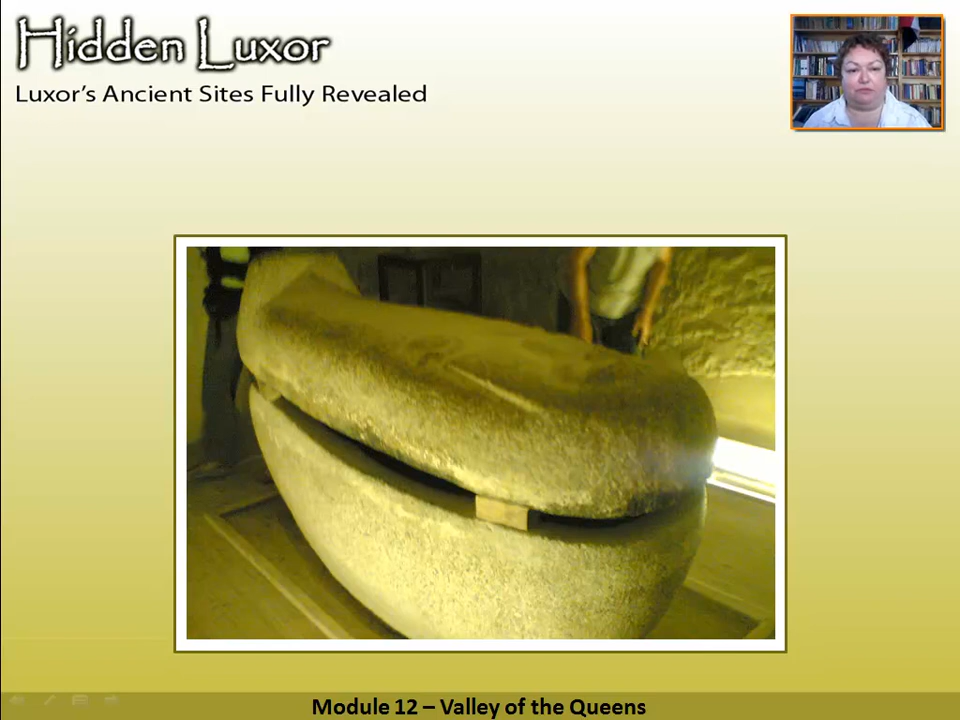 Hidden Luxor
Luxor's Ancient Sites Fully Revealed
Module 12 – Valley of the Queens